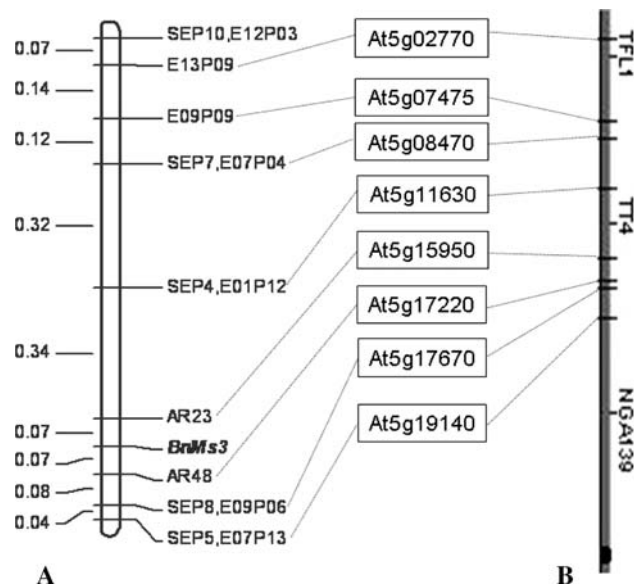 SEP10,E12P03
0.07
E13P09
0.14
E09P09
0.12
SEP7,E07P04
0.32
SEP4,E01P12
0.34
AR23
0.07
BnMs3
0.07
AR48
0.08
SEP8,E09P06
0.04
SEP5,E07P13
A
At5g02770
At5g07475
At5g08470
At5g11630
At5g15950
At5g17220
At5g17670
At5g19140
TFL1
TT4
NGA139
B